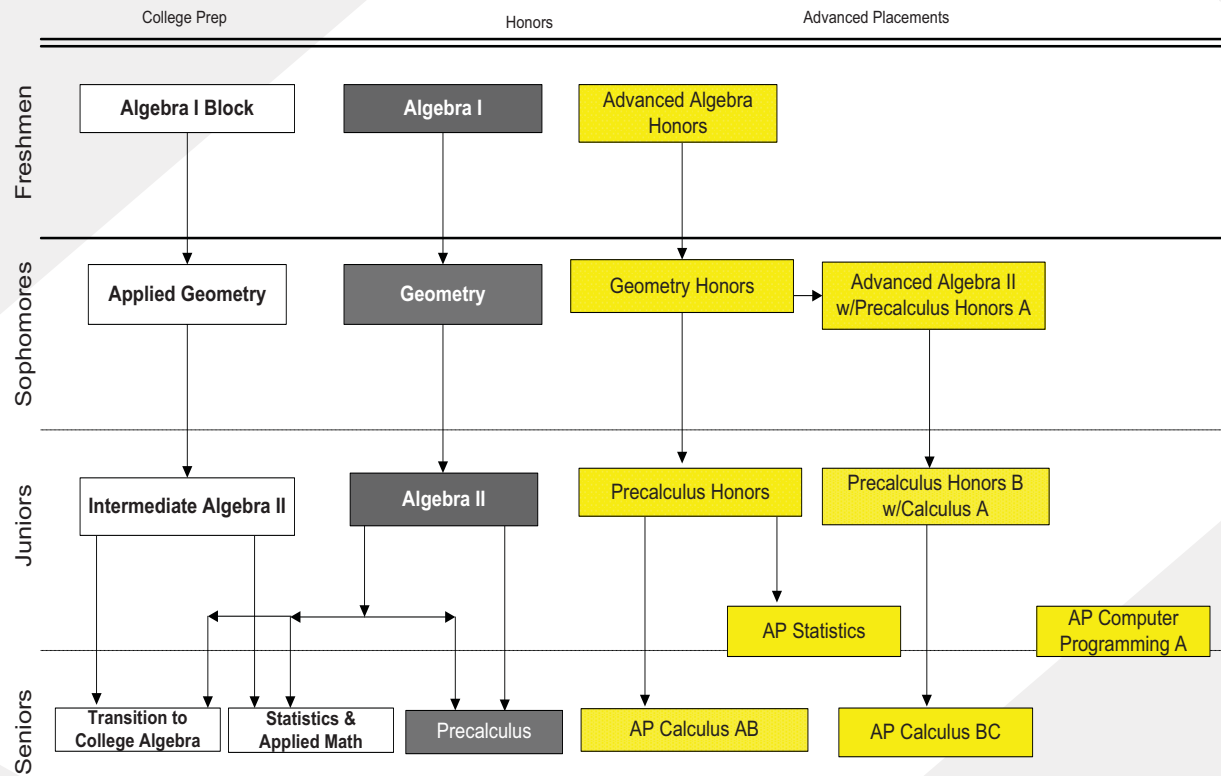 College Prep
Honors
Advanced Placements
Freshmen
Algebra I Block
Algebra I
Advanced Algebra
Honors
Sophomores
Applied Geometry
Geometry
Geometry Honors
Advanced Algebra II
w/Precalculus Honors A
Juniors
Intermediate Algebra II
Algebra II
Precalculus Honors
Precalculus Honors B
w/Calculus A
AP Statistics
AP Computer
Programming A
Seniors
Transition to
College Algebra
Statistics &
Applied Math
Precalculus
AP Calculus AB
AP Calculus BC